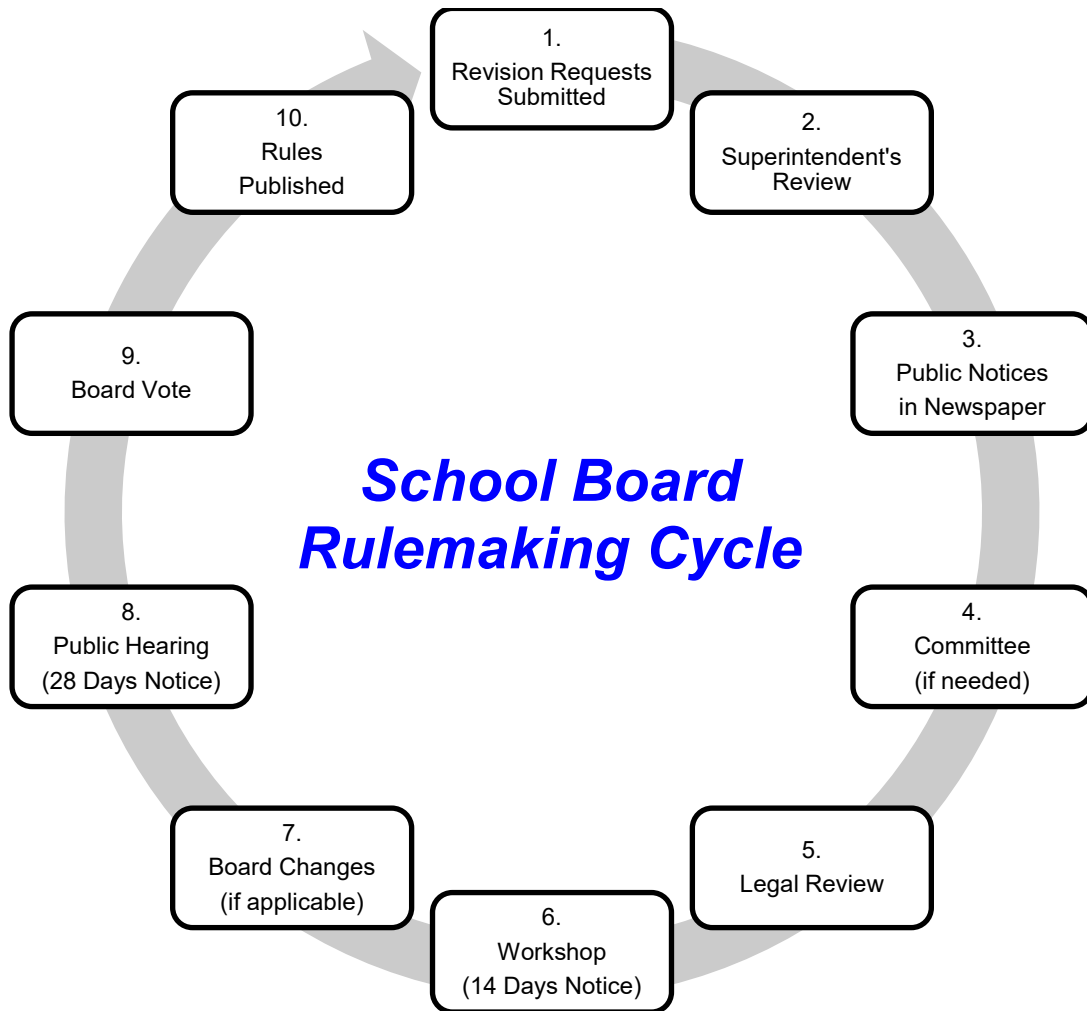 1.
Revision Requests
Submitted
2.
Superintendent's
Review
3.
Public Notices
in Newspaper
4.
Committee
(if needed)
5.
Legal Review
6.
Workshop
(14 Days Notice)
7.
Board Changes
(if applicable)
8.
Public Hearing
(28 Days Notice)
9.
Board Vote
10.
Rules
Published
School Board
Rulemaking Cycle